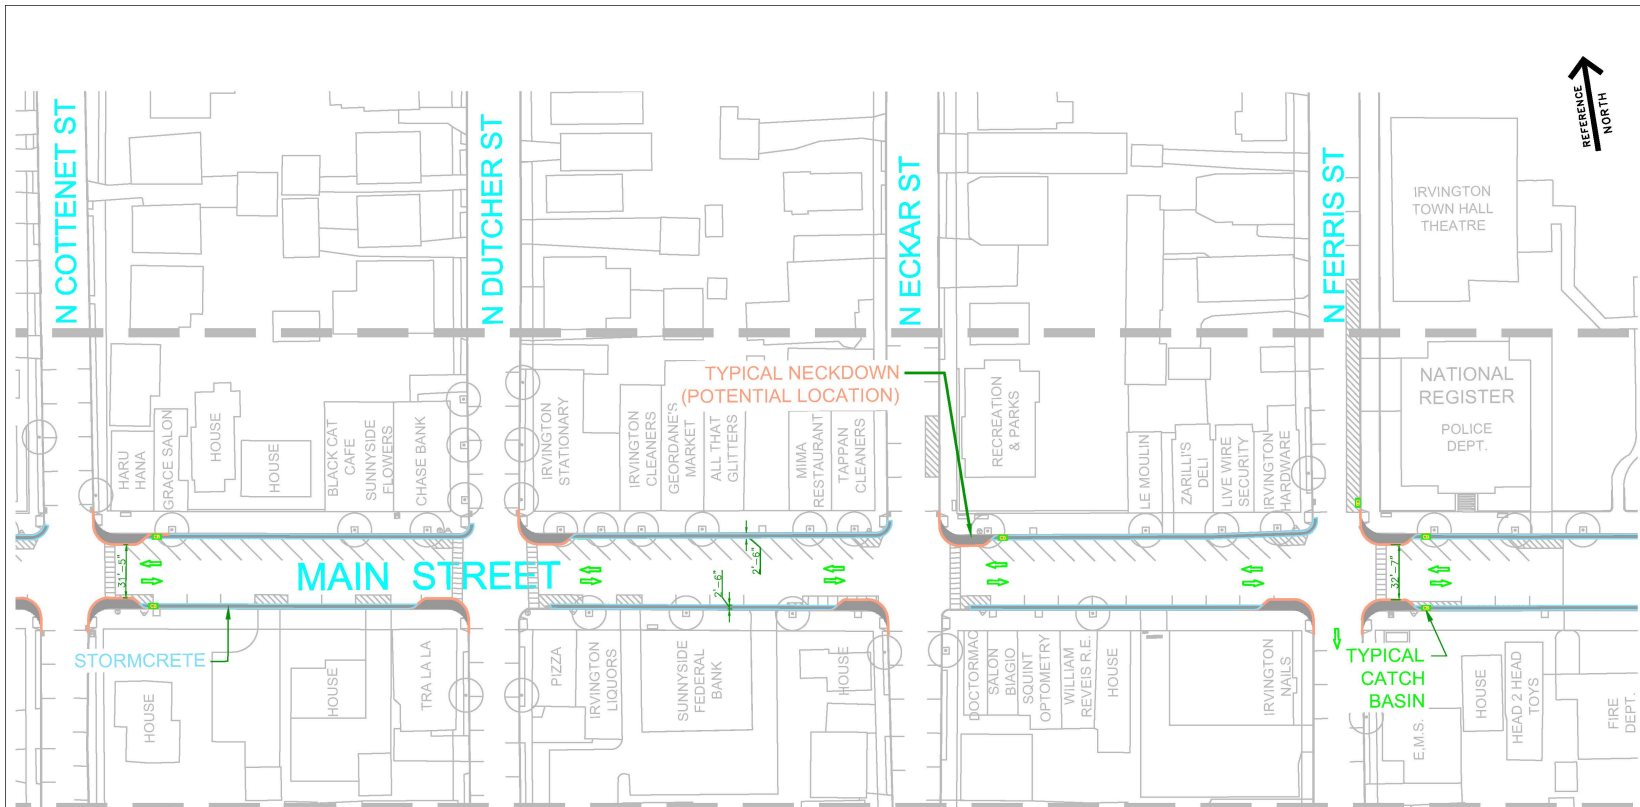 REFERENCE
NORTH
N COTTENET ST
N DUTCHER ST
N ECKAR ST
N FERRIS ST
IRVINGTON
TOWN HALL
THEATRE
TYPICAL NECKDOWN
(POTENTIAL LOCATION)
NATIONAL
REGISTER
POLICE
DEPT.
HARU
HANA
GRACE SALON
HOUSE
HOUSE
BLACK CAT
CAFE
SUNNYSIDE
FLOWERS
CHASE BANK
IRVINGTON
STATIONARY
IRVINGTON
CLEANERS
GEORDANE'S
MARKET
ALL THAT
GLITTERS
MIMA
RESTAURANT
TAPPAN
CLEANERS
RECREATION
& PARKS
LE MOULIN
ZARILLI'S
DELI
LIVE WIRE
SECURITY
IRVINGTON
HARDWARE
31'-5"
MAIN STREET
2'-6"
2'-6"
32'-7"
STORMCRETE
HOUSE
HOUSE
TRA LA LA
PIZZA
IRVINGTON
LIQUORS
SUNNYSIDE
FEDERAL
BANK
HOUSE
DOCTORMAC
SALON
BIAGIO
SQUINT
OPTOMETRY
WILLIAM
REVEIS R.E.
HOUSE
IRVINGTON
NAILS
TYPICAL
CATCH
BASIN
E.M.S.
HOUSE
HEAD 2 HEAD
TOYS
FIRE
DEPT.